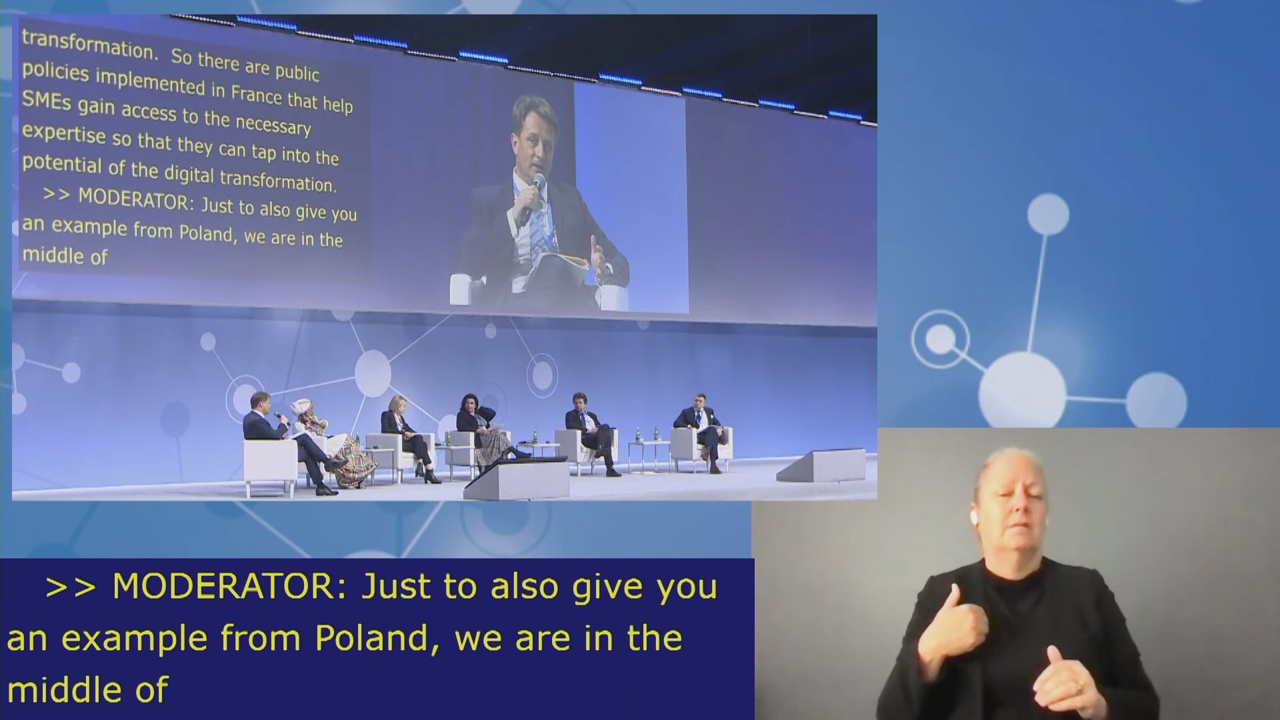 transformation.  So there are public
policies implemented in France that help
SMEs gain access to the necessary
expertise so that they can tap into the
potential of the digital transformation.
>> MODERATOR: Just to also give you
an example from Poland, we are in the
middle of
>> MODERATOR: Just to also give you
an example from Poland, we are in the
middle of